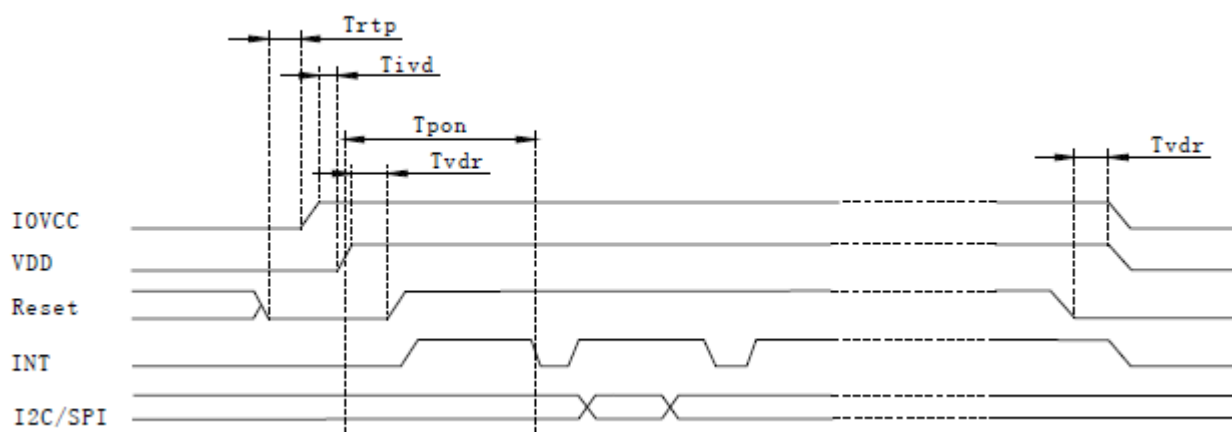 Trtp
Tivd
Tpon
Tvdr
Tvdr
IOVCC
VDD
Reset
INT
I2C/SPI